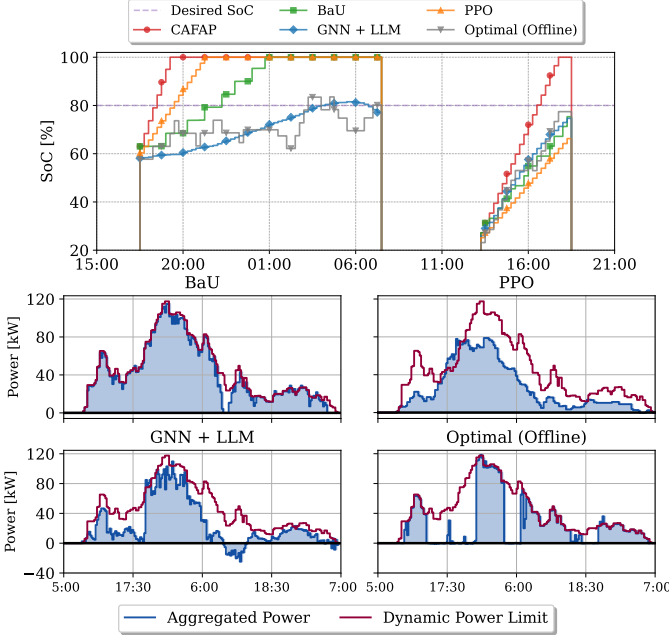 Desired SoC BaU PPO
CAFAP GNN + LLM Optimal (Offline)
SoC [%]
100
80
60
40
20
15:00 20:00 01:00 06:00 11:00 16:00 21:00
BaU PPO
Power [kW]
120
80
40
0
GNN + LLM Optimal (Offline)
Power [kW]
120
80
40
0
−40
5:00 17:30 6:00 18:30 7:00 5:00 17:30 6:00 18:30 7:00
Aggregated Power Dynamic Power Limit